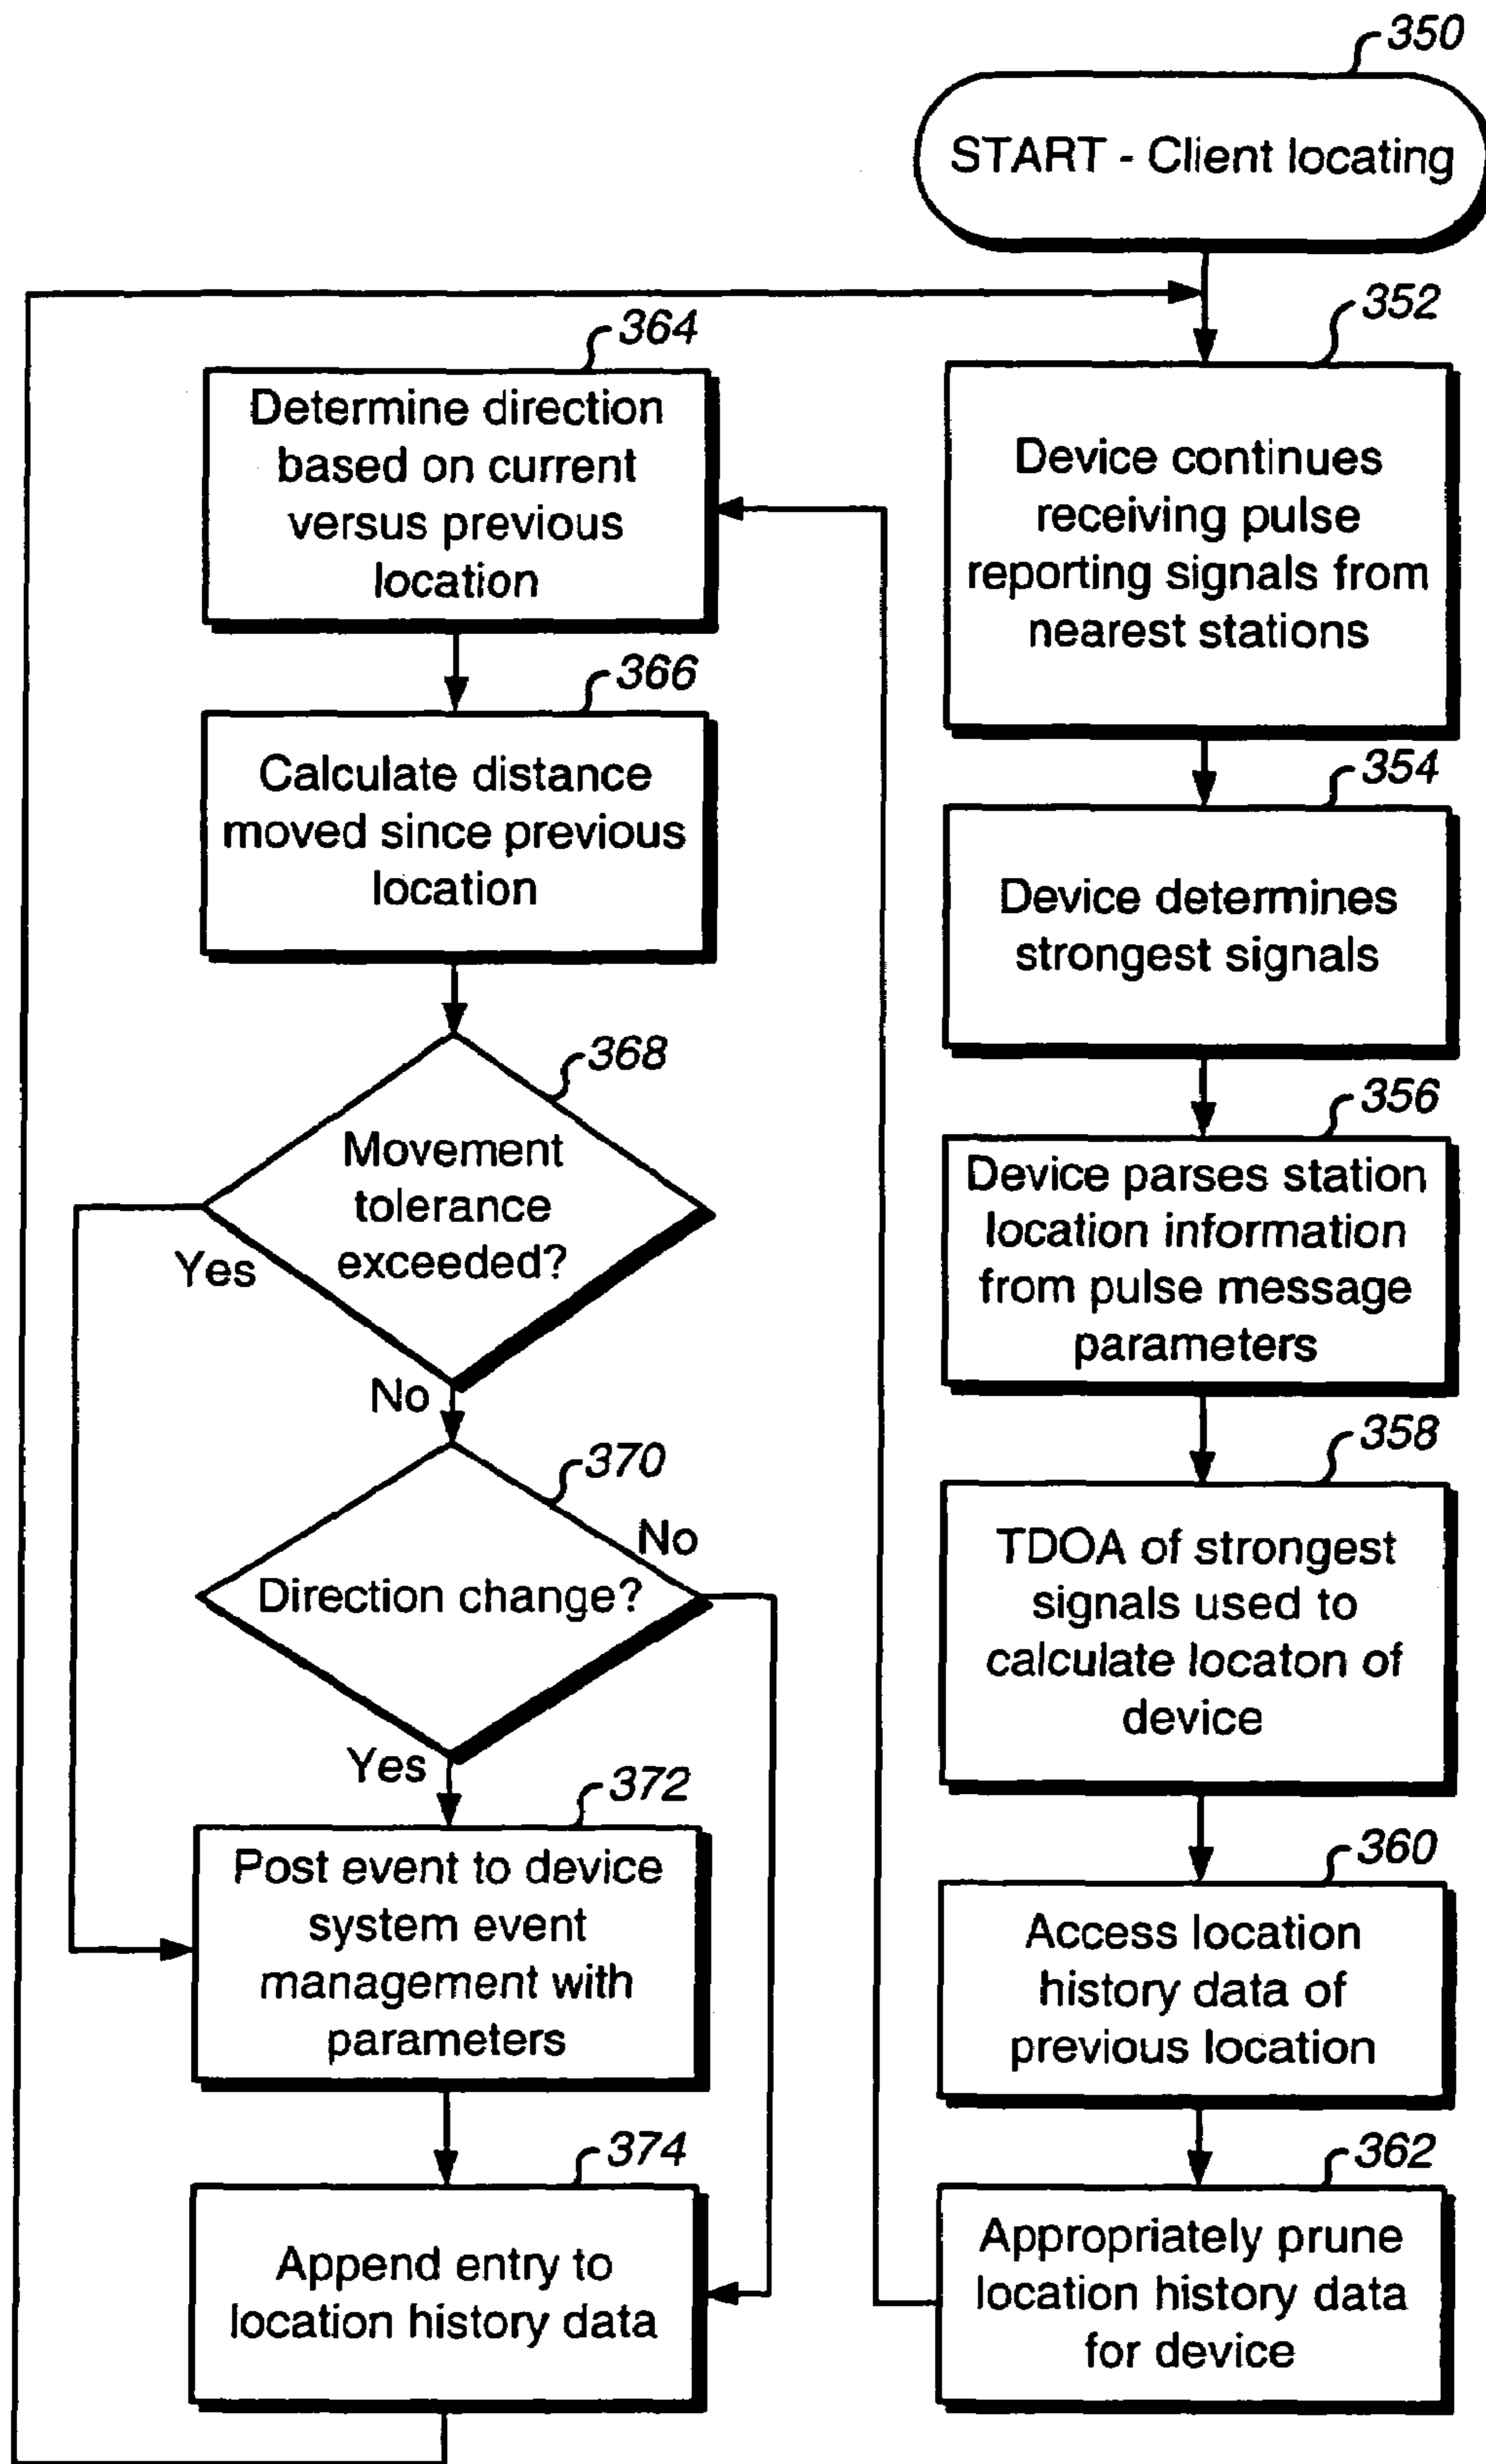 350
START - Client locating
352
Device continues
receiving pulse
reporting signals from
nearest stations
354
Device determines
strongest signals
356
Device parses station
location information
from pulse message
parameters
358
TDOA of strongest
signals used to
calculate locaton of
device
360
Access location
history data of
previous location
362
Appropriately prune
location history data
for device
364
Determine direction
based on current
versus previous
location
366
Calculate distance
moved since previous
location
368
Movement
tolerance
exceeded?
Yes
No
370
No
Direction change?
Yes
372
Post event to device
system event
management with
parameters
374
Append entry to
location history data